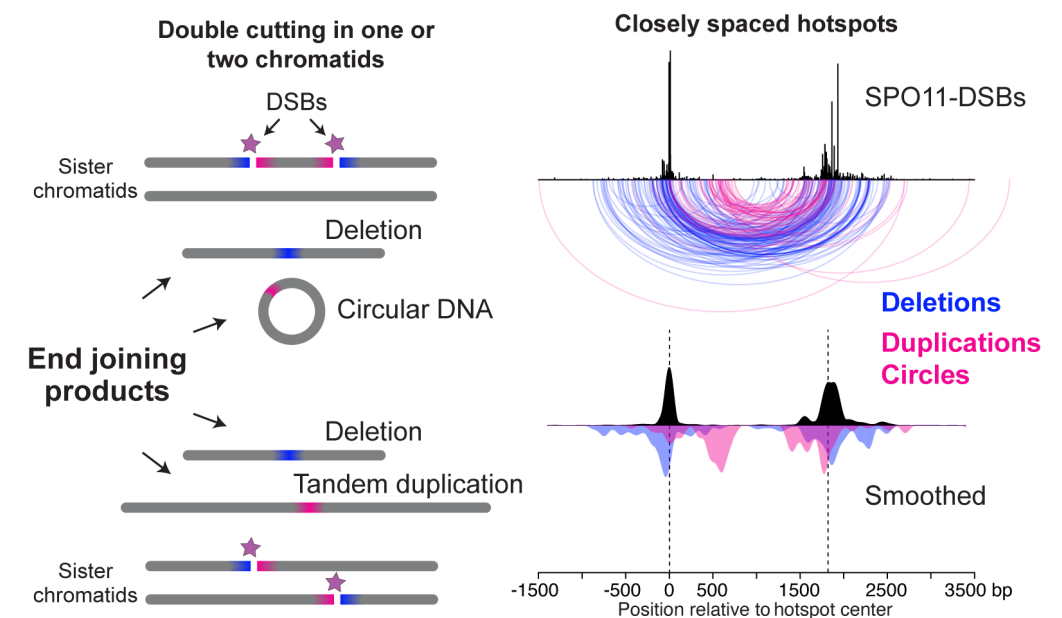 Double cutting in one or
two chromatids
DSBs
Sister
chromatids
Deletion
Circular DNA
End joining
products
Deletion
Tandem duplication
Sister
chromatids
Closely spaced hotspots
SPO11-DSBs
Deletions
Duplications
Circles
Smoothed
-1500 -500 0 500 1500 2500 3500 bp
Position relative to hotspot center